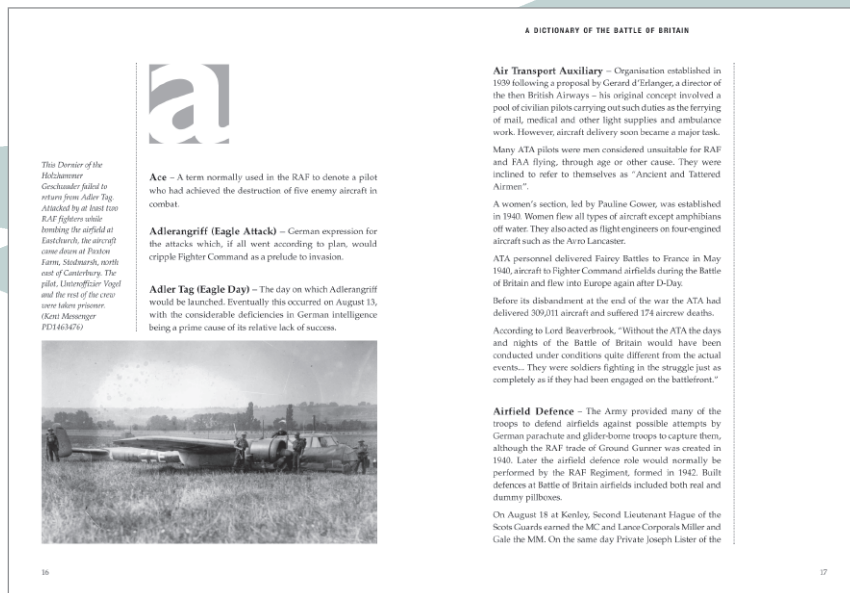 A DICTIONARY OF THE BATTLE OF BRITAIN
a
This Dornier of the
Holzhammer
Geschwader failed to
return from Adler Tag.
Attacked by at least two
RAF fighters while
bombing the airfield at
Eastchurch, the aircraft
came down at Paxton
Farm, Stodmarsh, north
east of Canterbury. The
pilot, Unteroffizier Vogel
and the rest of the crew
were taken prisoner.
(Kent Messenger
PD1463476)
Ace – A term normally used in the RAF to denote a pilot
who had achieved the destruction of five enemy aircraft in
combat.
Adlerangriff (Eagle Attack) – German expression for
the attacks which, if all went according to plan, would
cripple Fighter Command as a prelude to invasion.
Adler Tag (Eagle Day) – The day on which Adlerangriff
would be launched. Eventually this occurred on August 13,
with the considerable deficiencies in German intelligence
being a prime cause of its relative lack of success.
16
Air Transport Auxiliary – Organisation established in
1939 following a proposal by Gerard d'Erlanger, a director of
the then British Airways – his original concept involved a
pool of civilian pilots carrying out such duties as the ferrying
of mail, medical and other light supplies and ambulance
work. However, aircraft delivery soon became a major task.
Many ATA pilots were men considered unsuitable for RAF
and FAA flying, through age or other cause. They were
inclined to refer to themselves as "Ancient and Tattered
Airmen".
A women's section, led by Pauline Gower, was established
in 1940. Women flew all types of aircraft except amphibians
off water. They also acted as flight engineers on four-engined
aircraft such as the Avro Lancaster.
ATA personnel delivered Fairey Battles to France in May
1940, aircraft to Fighter Command airfields during the Battle
of Britain and flew into Europe again after D-Day.
Before its disbandment at the end of the war the ATA had
delivered 309,011 aircraft and suffered 174 aircrew deaths.
According to Lord Beaverbrook, "Without the ATA the days
and nights of the Battle of Britain would have been
conducted under conditions quite different from the actual
events... They were soldiers fighting in the struggle just as
completely as if they had been engaged on the battlefront."
Airfield Defence – The Army provided many of the
troops to defend airfields against possible attempts by
German parachute and glider-borne troops to capture them,
although the RAF trade of Ground Gunner was created in
1940. Later the airfield defence role would normally be
performed by the RAF Regiment, formed in 1942. Built
defences at Battle of Britain airfields included both real and
dummy pillboxes.
On August 18 at Kenley, Second Lieutenant Hague of the
Scots Guards earned the MC and Lance Corporals Miller and
Gale the MM. On the same day Private Joseph Lister of the
17